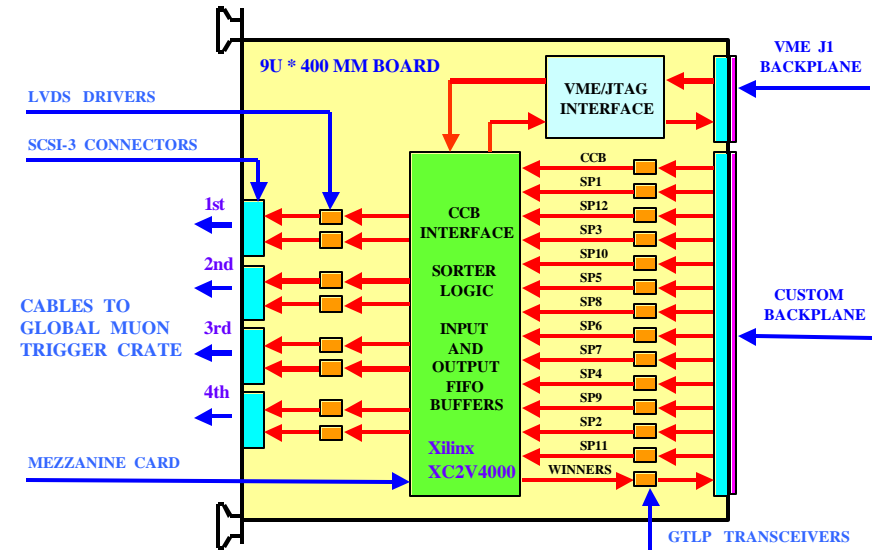 9U * 400 MM BOARD
VME J1
BACKPLANE
VME/JTAG
INTERFACE
LVDS DRIVERS
SCSI-3 CONNECTORS
1st
2nd
3rd
4th
CABLES TO
GLOBAL MUON
TRIGGER CRATE
MEZZANINE CARD
CCB
INTERFACE
SORTER
LOGIC
INPUT
AND
OUTPUT
FIFO
BUFFERS
Xilinx
XC2V4000
CCB
SP1
SP12
SP3
SP10
SP5
SP8
SP6
SP7
SP4
SP9
SP2
SP11
WINNERS
CUSTOM
BACKPLANE
GTLP TRANSCEIVERS